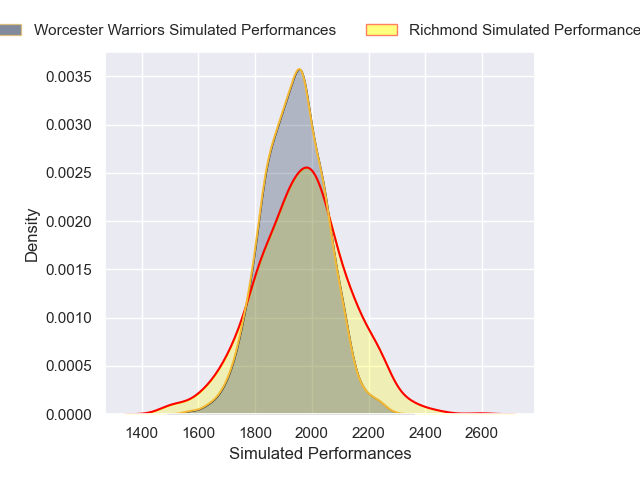 Worcester Warriors Simulated Performances
Richmond Simulated Performance
0.0035
0.0030
0.0025
0.0020
0.0015
0.0010
0.0005
0.0000
Density
1400 1600 1800 2000 2200 2400 2600
Simulated Performances